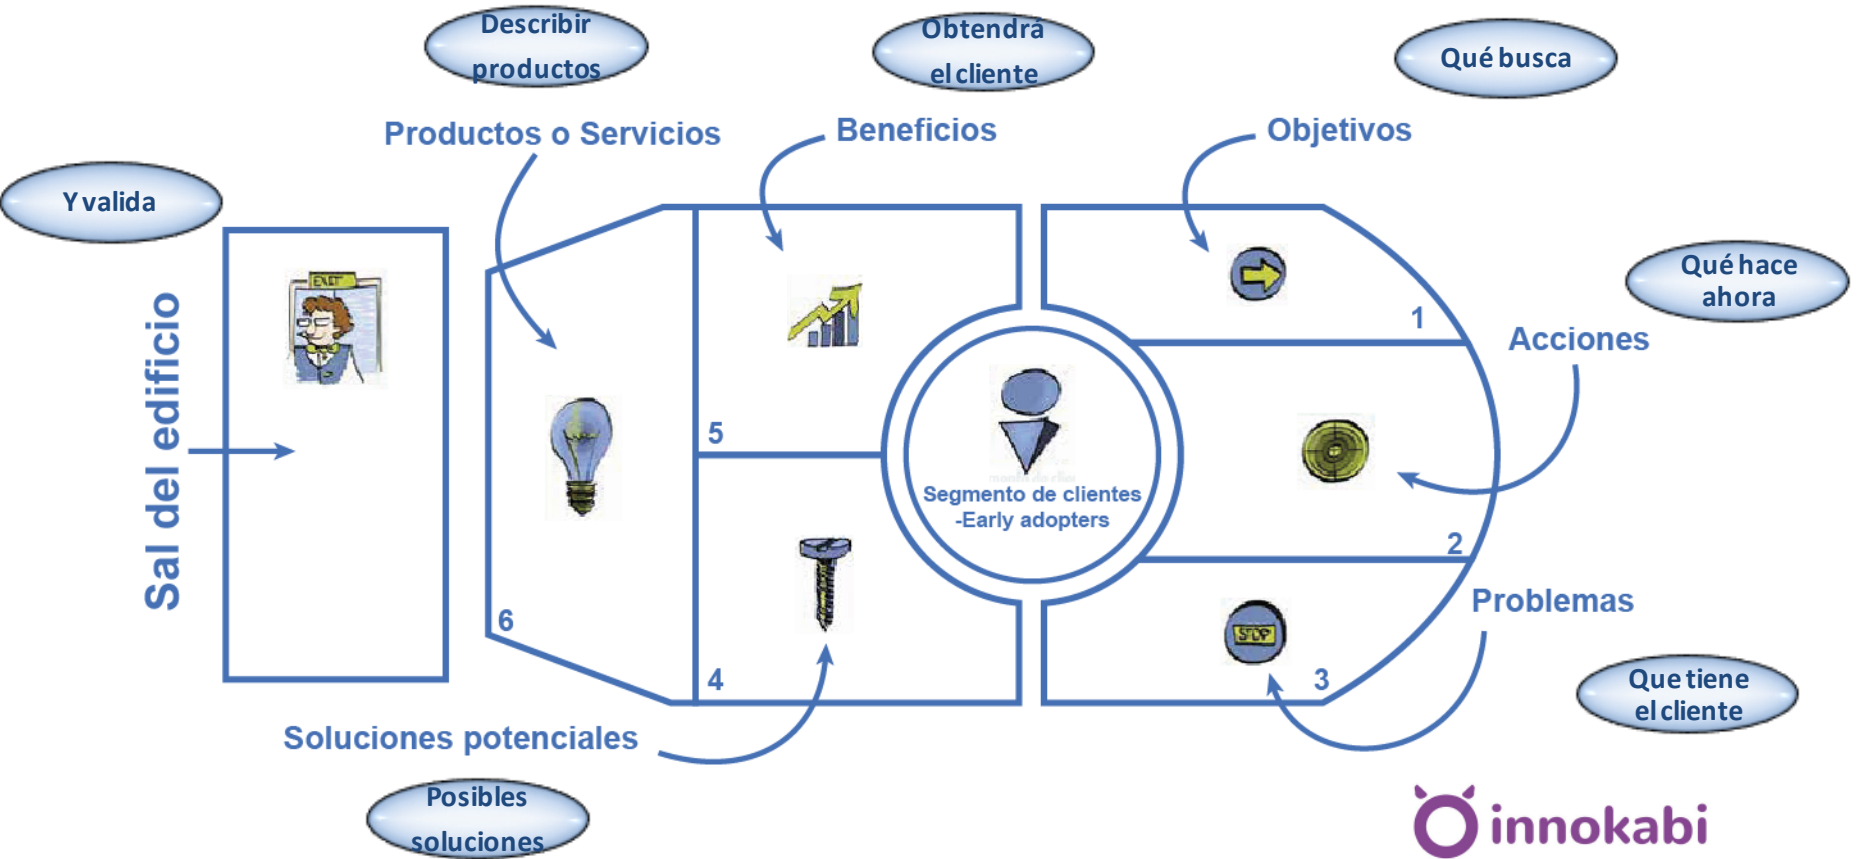 Describir
productos
Obtendrá
el cliente
Qué busca
Productos o Servicios
Beneficios
Objetivos
Y valida
Qué hace
ahora
EXIT
1
Acciones
Sal del edificio
5
Segmento de clientes
-Early adopters
2
Problemas
6
STOP
4
3
Que tiene
el cliente
Soluciones potenciales
Posibles
soluciones
innokabi